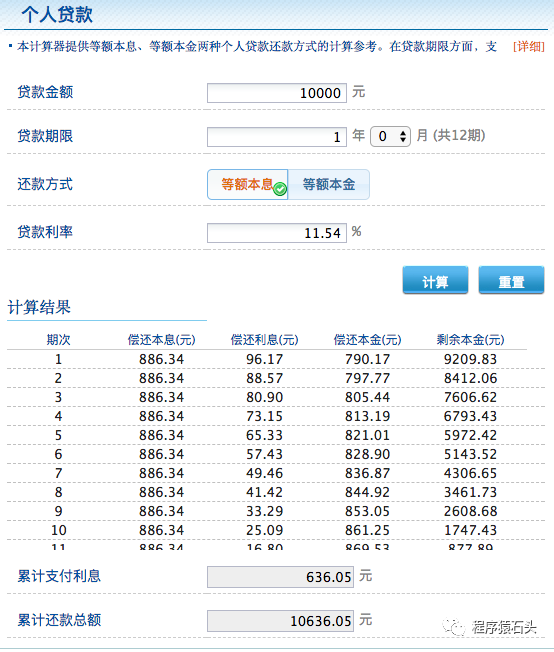 个人贷款
本计算器提供等额本息、等额本金两种个人贷款还款方式的计算参考。在贷款期限方面，支 [详细]
贷款金额 10000 元
贷款期限 1 年 0 月 (共12期)
还款方式 等额本息 等额本金
贷款利率 11.54 %
计算 重置
计算结果
期次 偿还本息(元) 偿还利息(元) 偿还本金(元) 剩余本金(元)
1 886.34 96.17 790.17 9209.83
2 886.34 88.57 797.77 8412.06
3 886.34 80.90 805.44 7606.62
4 886.34 73.15 813.19 6793.43
5 886.34 65.33 821.01 5972.42
6 886.34 57.43 828.90 5143.52
7 886.34 49.46 836.87 4306.65
8 886.34 41.42 844.92 3461.73
9 886.34 33.29 853.05 2608.68
10 886.34 25.09 861.25 1747.43
11 886.34 16.80 869.53 877.89
累计支付利息 636.05 元
累计还款总额 10636.05 元
程序猿石头